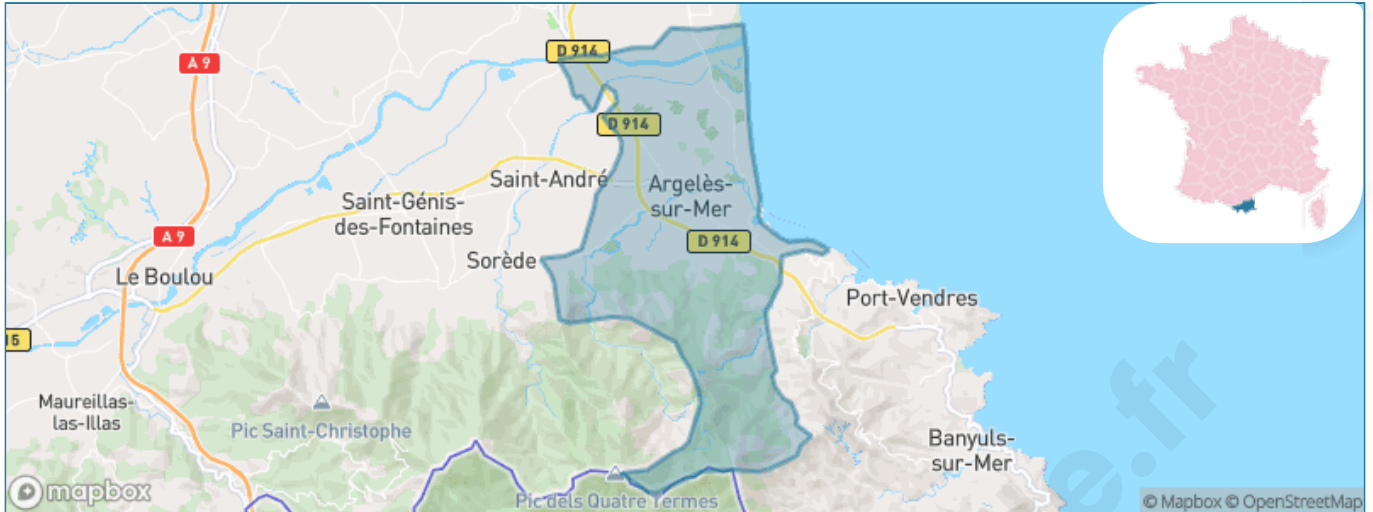 D 914
A 9
D 914
Saint-André
Argelès-
sur-Mer
Saint-Génis-
des-Fontaines
A 9
D 914
Sorède
Le Boulou
Port-Vendres
15
Maureillas-
las-Illas
Pic Saint-Christophe
Banyuls-
sur-Mer
e.fr
mapbox
Pic dels Quatre Termes
© Mapbox © OpenStreetMap